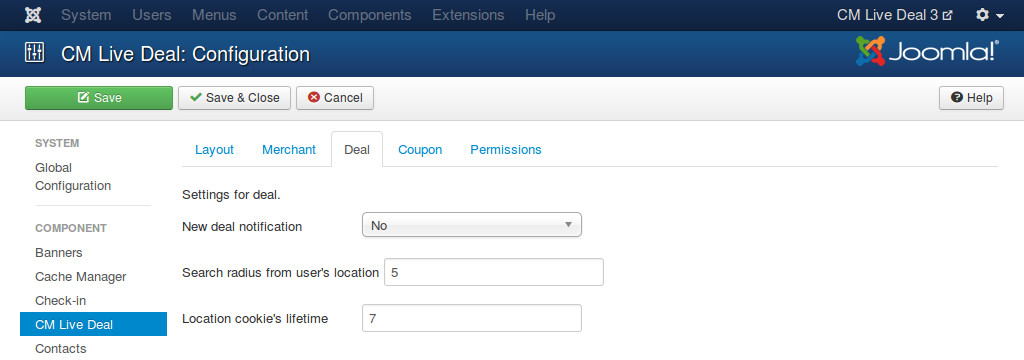 System Users Menus Content Components Extensions Help CM Live Deal 3
CM Live Deal: Configuration Joomla!®
Save Save & Close Cancel Help
SYSTEM
Global
Configuration
COMPONENT
Banners
Cache Manager
Check-in
CM Live Deal
Contacts
Layout Merchant Deal Coupon Permissions
Settings for deal.
New deal notification No
Search radius from user's location 5
Location cookie's lifetime 7